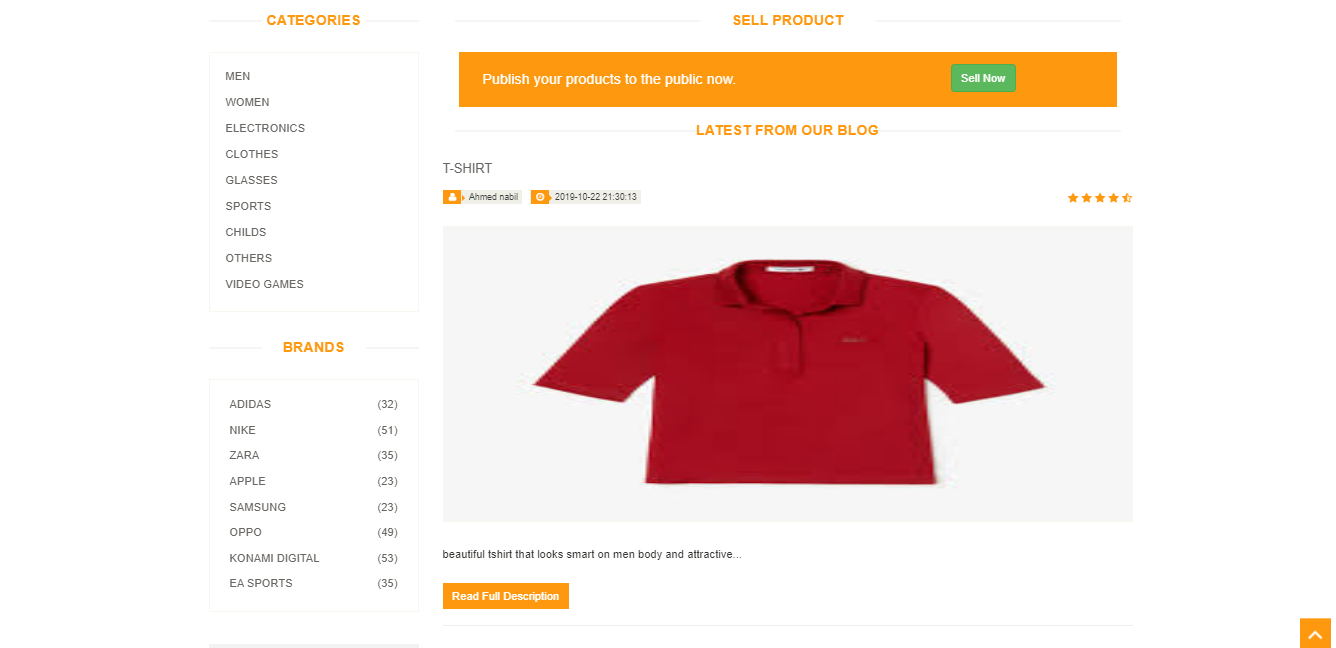 CATEGORIES
MEN
WOMEN
ELECTRONICS
CLOTHES
GLASSES
SPORTS
CHILDS
OTHERS
VIDEO GAMES
BRANDS
ADIDAS (32)
NIKE (51)
ZARA (35)
APPLE (23)
SAMSUNG (23)
OPPO (49)
KONAMI DIGITAL (53)
EA SPORTS (35)
SELL PRODUCT
Publish your products to the public now. Sell Now
LATEST FROM OUR BLOG
T-SHIRT
Ahmed nabil 2019-10-22 21:30:13
beautiful tshirt that looks smart on men body and attractive...
Read Full Description